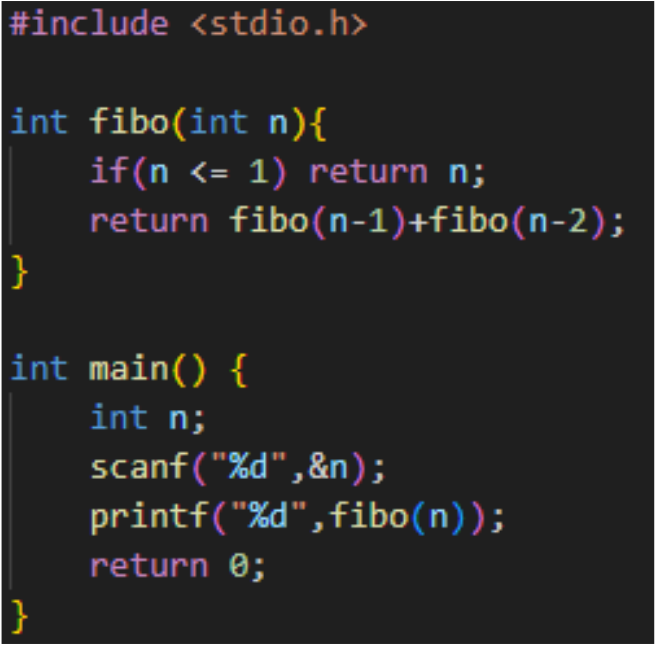 #include <stdio.h>

int fibo(int n){
    if(n <= 1) return n;
    return fibo(n-1)+fibo(n-2);
}

int main() {
    int n;
    scanf("%d",&n);
    printf("%d",fibo(n));
    return 0;
}